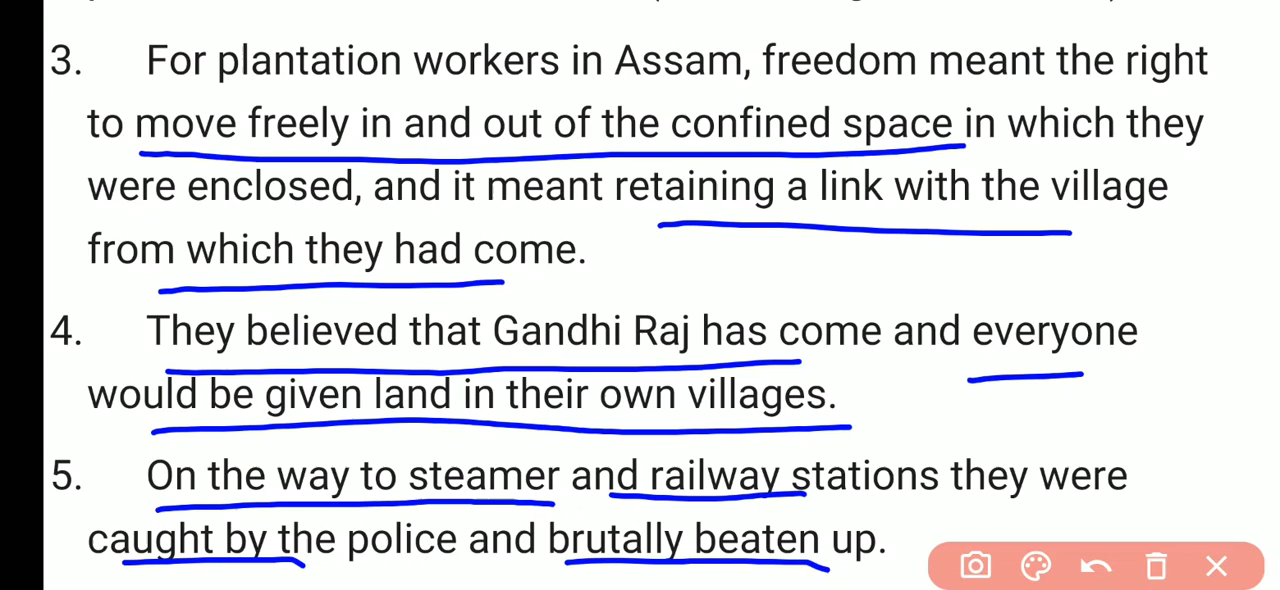 3. For plantation workers in Assam, freedom meant the right
to move freely in and out of the confined space in which they
were enclosed, and it meant retaining a link with the village
from which they had come.
4. They believed that Gandhi Raj has come and everyone
would be given land in their own villages.
5. On the way to steamer and railway stations they were
caught by the police and brutally beaten up.